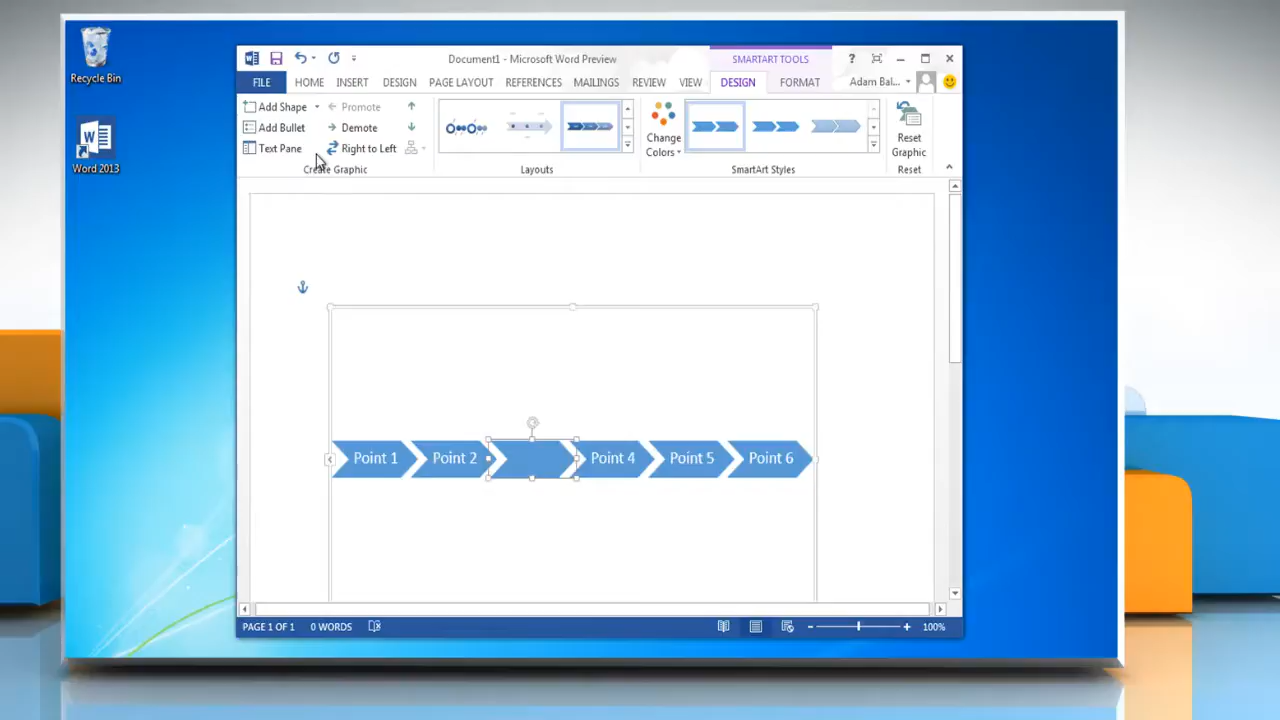 Recycle Bin
Word 2013
Document1 - Microsoft Word Preview
SMARTART TOOLS
?
FILE HOME INSERT DESIGN PAGE LAYOUT REFERENCES MAILINGS REVIEW VIEW DESIGN FORMAT Adam Bal...
Add Shape Promote
Add Bullet Demote
Text Pane Right to Left
Create Graphic
Layouts
Change
Colors
SmartArt Styles
Reset
Graphic
Reset
Point 1 Point 2 Point 4 Point 5 Point 6
PAGE 1 OF 1 0 WORDS 100%